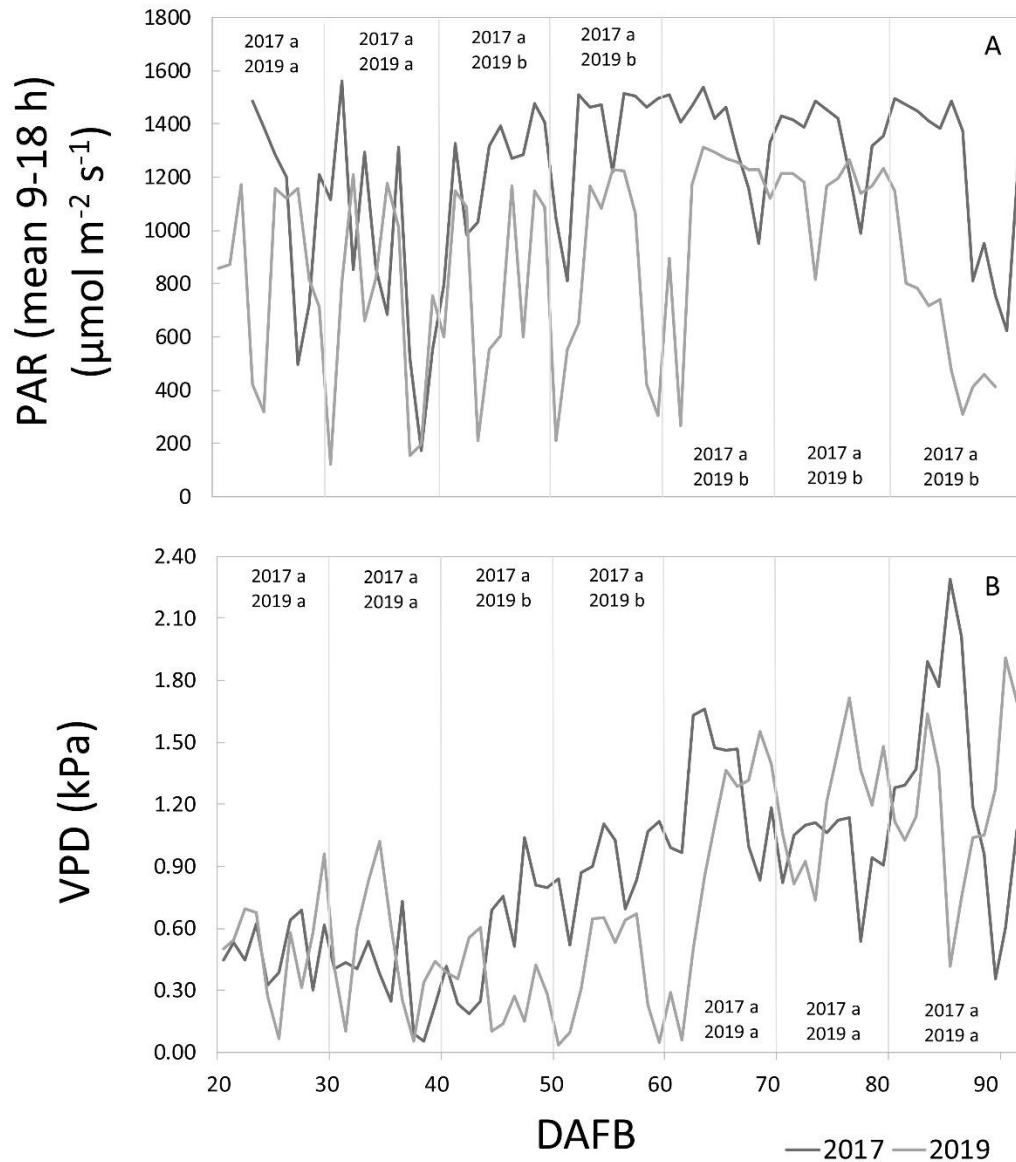 PAR (mean 9-18 h)
(µmol m⁻² s⁻¹)
1800
1600
1400
1200
1000
800
600
400
200
0
2017 a
2019 a
2017 a
2019 a
2017 a
2019 b
2017 a
2019 b
A
2017 a
2019 b
2017 a
2019 b
2017 a
2019 b
VPD (kPa)
2.40
2.10
1.80
1.50
1.20
0.90
0.60
0.30
0.00
2017 a
2019 a
2017 a
2019 a
2017 a
2019 b
2017 a
2019 b
B
2017 a
2019 a
2017 a
2019 a
2017 a
2019 a
20 30 40 50 60 70 80 90
DAFB
2017 2019